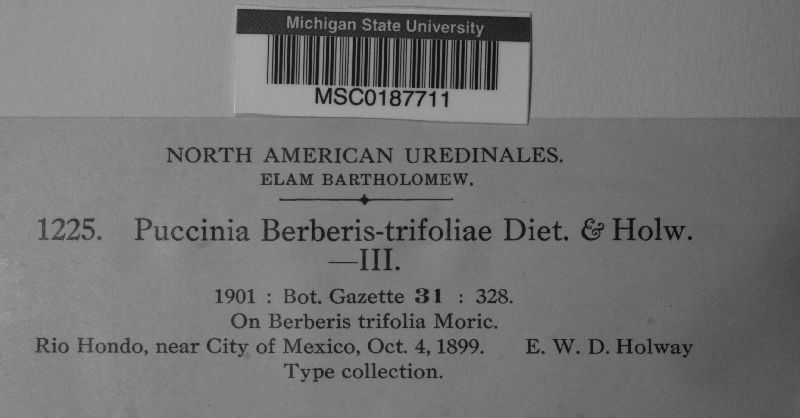 Michigan State University
MSC0187711
NORTH AMERICAN UREDINALES.
ELAM BARTHOLOMEW.
1225. Puccinia Berberis-trifoliae Diet. & Holw.
—III.
1901 : Bot. Gazette 31 : 328.
On Berberis trifolia Moric.
Rio Hondo, near City of Mexico, Oct. 4, 1899. E. W. D. Holway
Type collection.